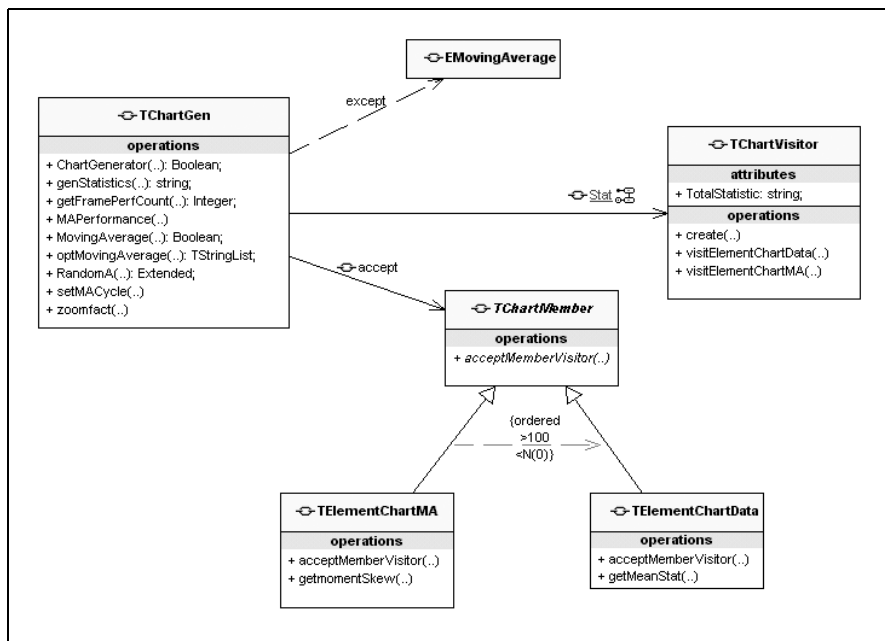 EMovingAverage
except
TChartGen
operations
+ ChartGenerator(..): Boolean;
+ genStatistics(..): string;
+ getFramePerfCount(..): Integer;
+ MAPerformance(..)
+ MovingAverage(..): Boolean;
+ optMovingAverage(..): TStringList;
+ RandomA(..): Extended;
+ setMACycle(..)
+ zoomfact(..)
TChartVisitor
attributes
+ TotalStatistic: string;
operations
+ create(..)
+ visitElementChartData(..)
+ visitElementChartMA(..)
Stat
accept
TChartMember
operations
+ acceptMemberVisitor(..)
{ordered
>100
<N(0)}
TElementChartMA
operations
+ acceptMemberVisitor(..)
+ getmomentSkew(..)
TElementChartData
operations
+ acceptMemberVisitor(..)
+ getMeanStat(..)